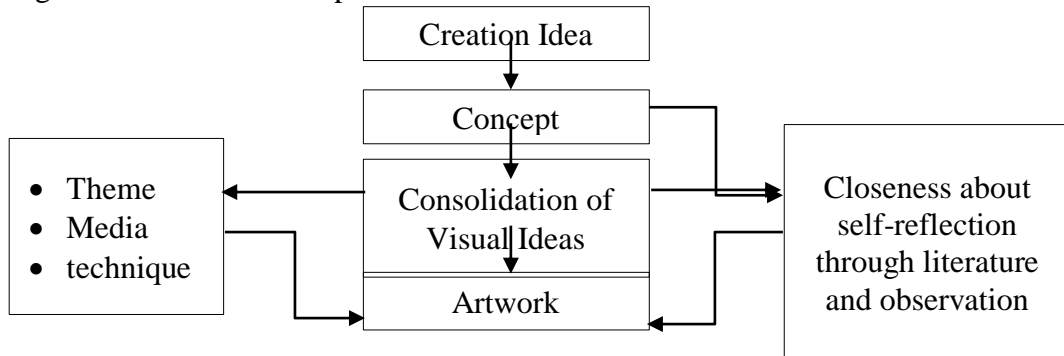 Creation Idea
Concept
• Theme
• Media
• technique
Consolidation of
Visual Ideas
Artwork
Closeness about
self-reflection
through literature
and observation